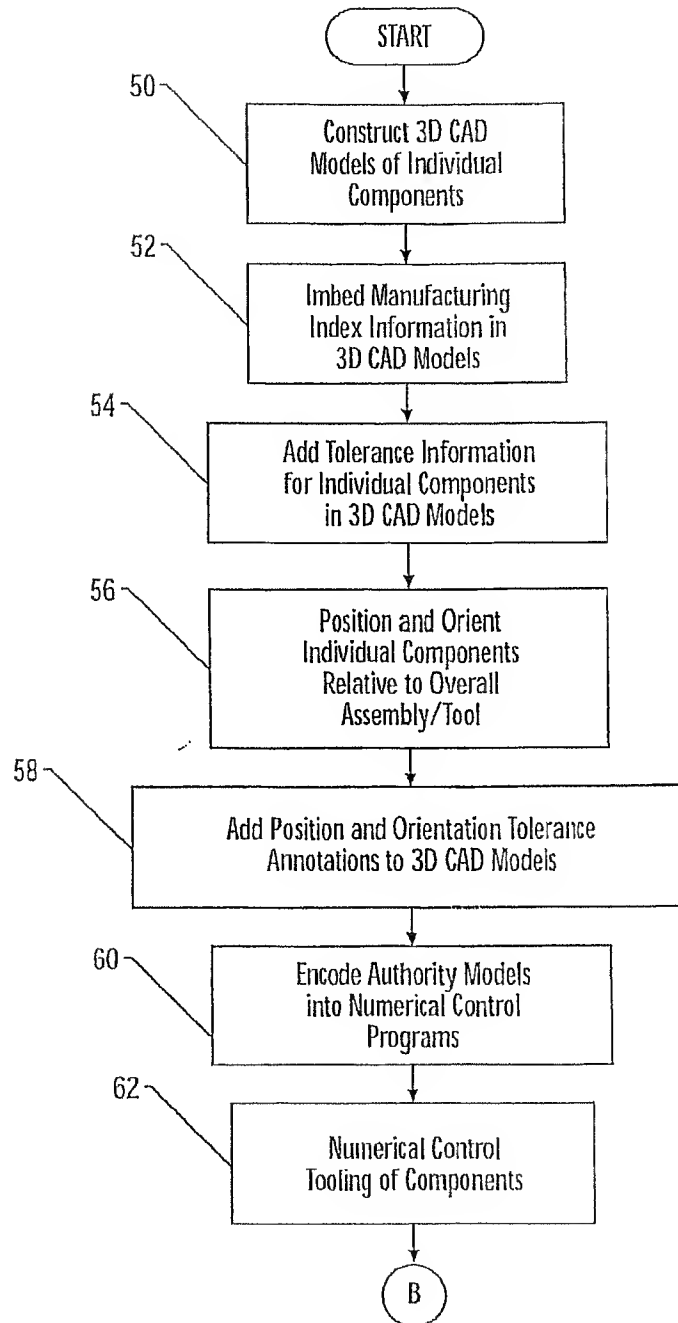 START
50
Construct 3D CAD
Models of Individual
Components
52
Imbed Manufacturing
Index Information in
3D CAD Models
54
Add Tolerance Information
for Individual Components
in 3D CAD Models
56
Position and Orient
Individual Components
Relative to Overall
Assembly/Tool
58
Add Position and Orientation Tolerance
Annotations to 3D CAD Models
60
Encode Authority Models
into Numerical Control
Programs
62
Numerical Control
Tooling of Components
B